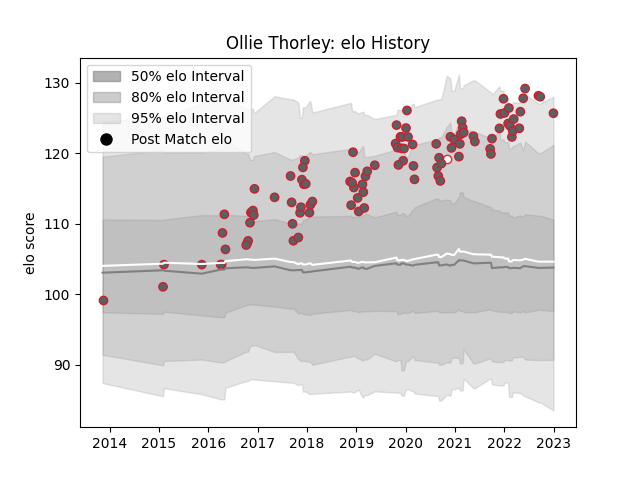 Ollie Thorley: elo History
50% elo Interval
80% elo Interval
95% elo Interval
Post Match elo
elo score
130
120
110
100
90
2014 2015 2016 2017 2018 2019 2020 2021 2022 2023